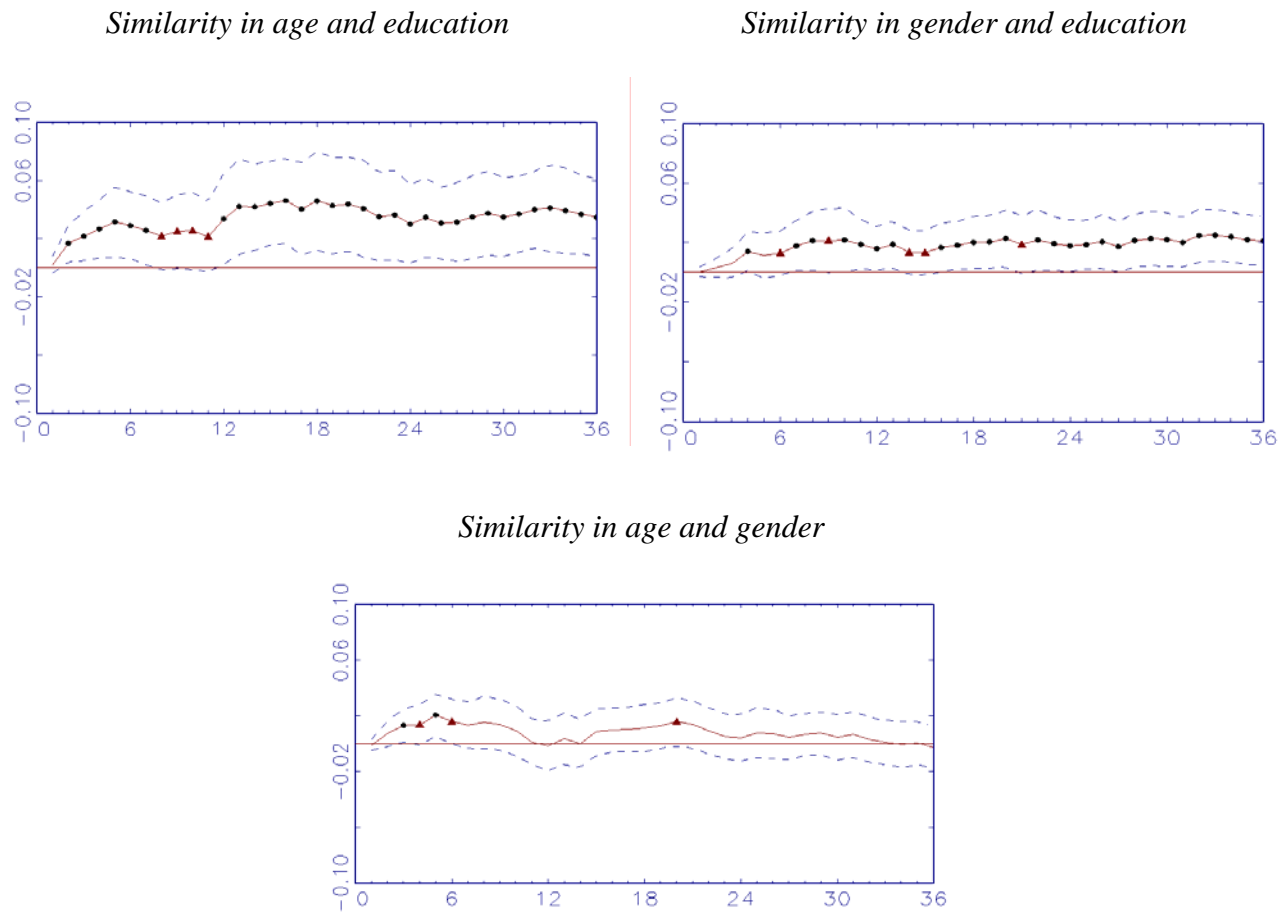 Similarity in age and education
Similarity in gender and education
0.10
0.06
−0.02
−0.10
0 6 12 18 24 30 36
0.10
0.06
−0.02
−0.10
0 6 12 18 24 30 36
Similarity in age and gender
0.10
0.06
−0.02
−0.10
0 6 12 18 24 30 36